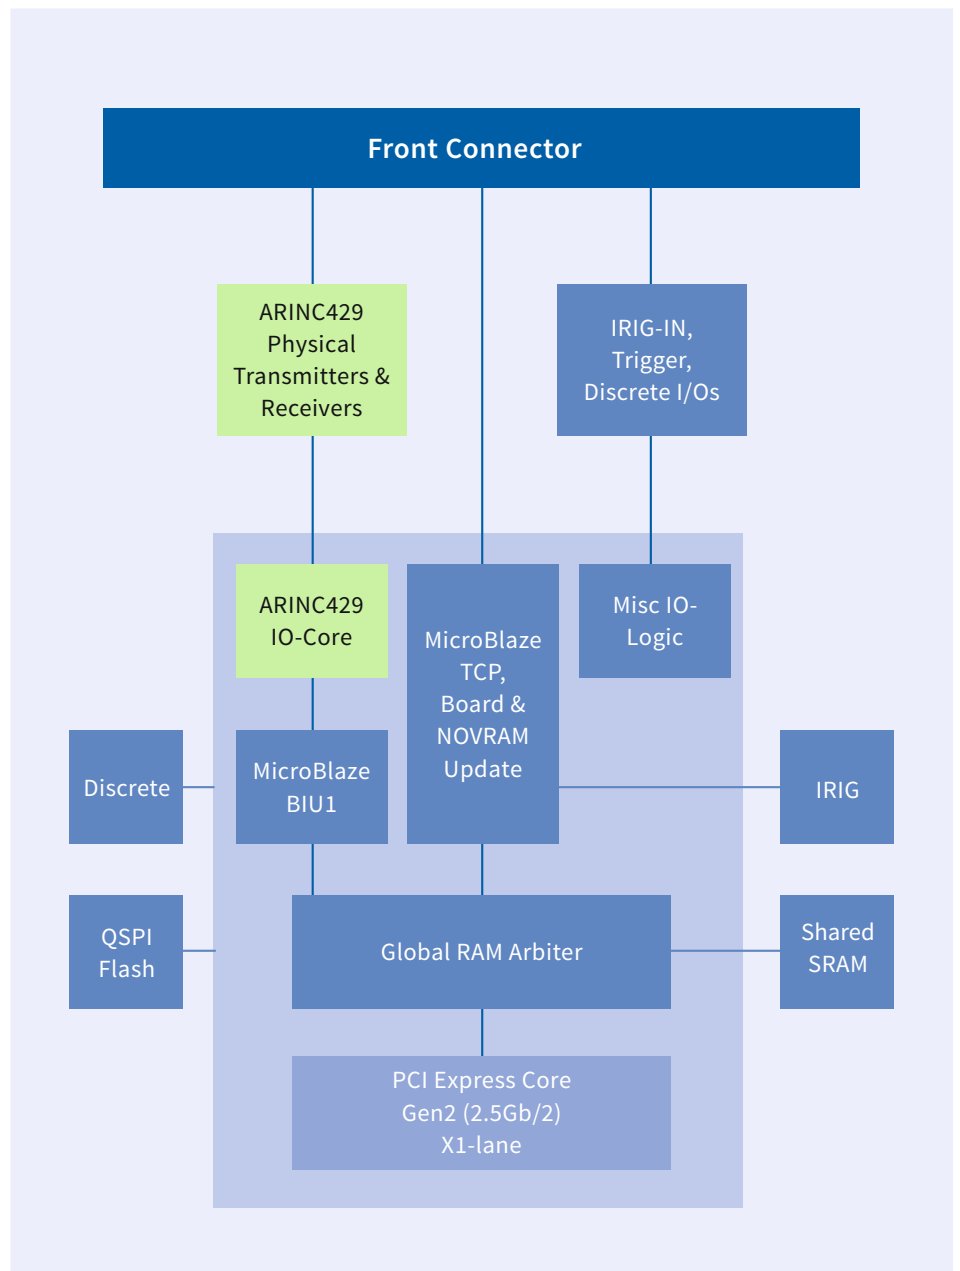 Front Connector
ARINC429
Physical
Transmitters &
Receivers
IRIG-IN,
Trigger,
Discrete I/Os
ARINC429
IO-Core
MicroBlaze
TCP,
Board &
NOVRAM
Update
Misc IO-
Logic
Discrete
MicroBlaze
BIU1
IRIG
QSPI
Flash
Global RAM Arbiter
Shared
SRAM
PCI Express Core
Gen2 (2.5Gb/2)
X1-lane